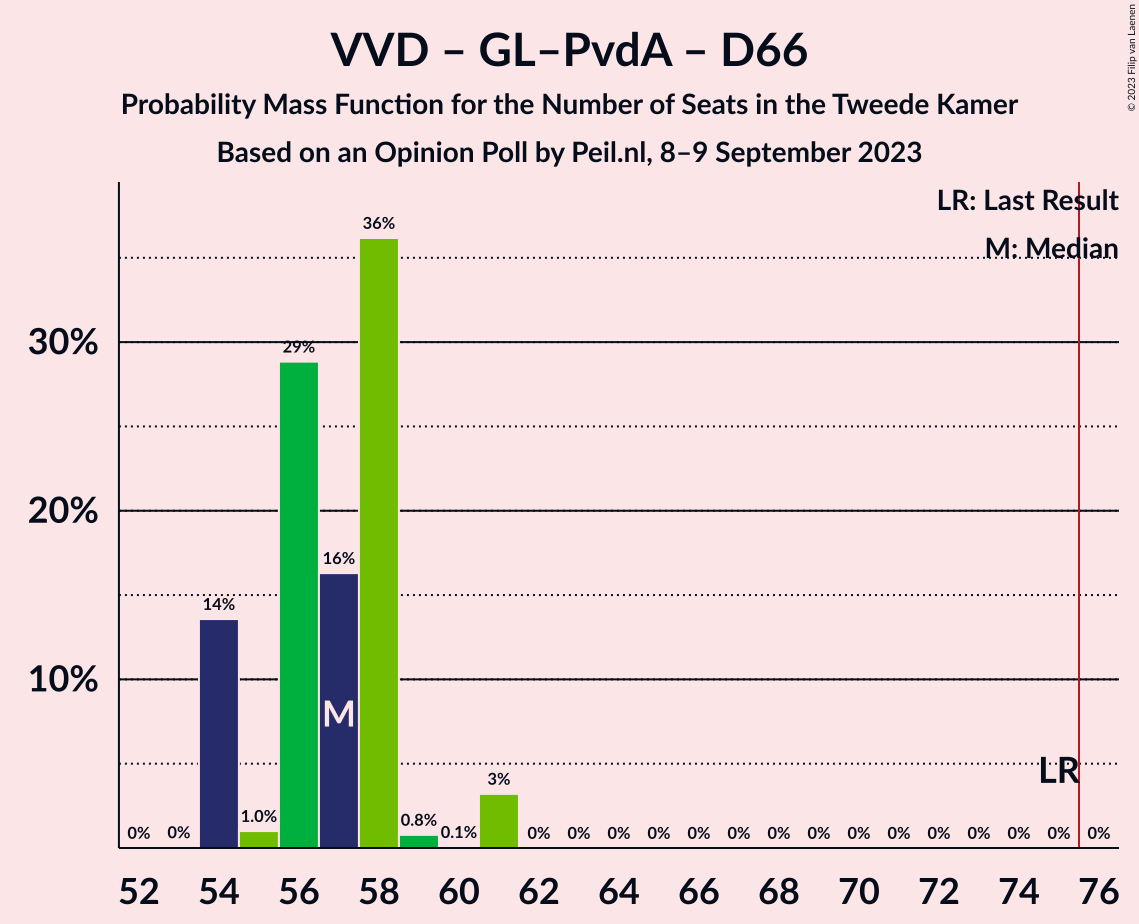 VVD – GL–PvdA – D66
Probability Mass Function for the Number of Seats in the Tweede Kamer
Based on an Opinion Poll by Peil.nl, 8–9 September 2023
© 2023 Filip van Laenen
LR: Last Result
M: Median
36%
30%
29%
20%
16%
14%
10%
M
LR
3%
0% 0% 1.0% 0.8% 0.1% 0% 0% 0% 0% 0% 0% 0% 0% 0% 0% 0% 0% 0% 0% 0%
52 54 56 58 60 62 64 66 68 70 72 74 76